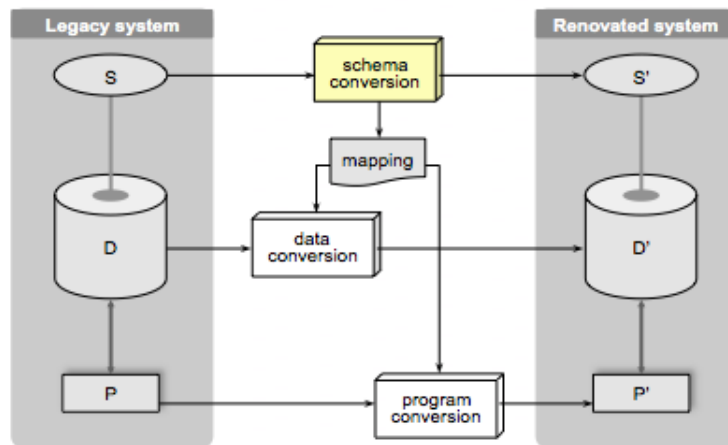 Legacy system
Renovated system
S
schema
conversion
S'
mapping
D
data
conversion
D'
P
program
conversion
P'